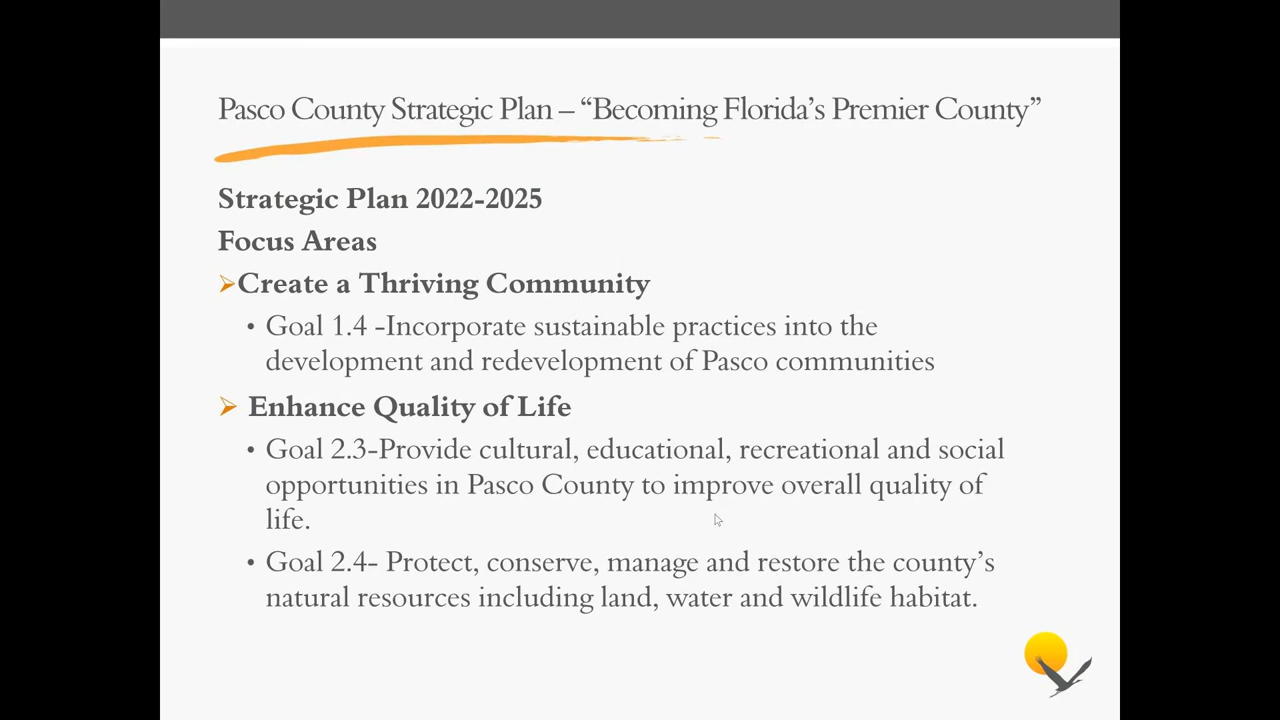 Pasco County Strategic Plan – “Becoming Florida’s Premier County”
Strategic Plan 2022-2025
Focus Areas
➢Create a Thriving Community
• Goal 1.4 -Incorporate sustainable practices into the
development and redevelopment of Pasco communities
➢ Enhance Quality of Life
• Goal 2.3-Provide cultural, educational, recreational and social
opportunities in Pasco County to improve overall quality of
life.
• Goal 2.4- Protect, conserve, manage and restore the county’s
natural resources including land, water and wildlife habitat.